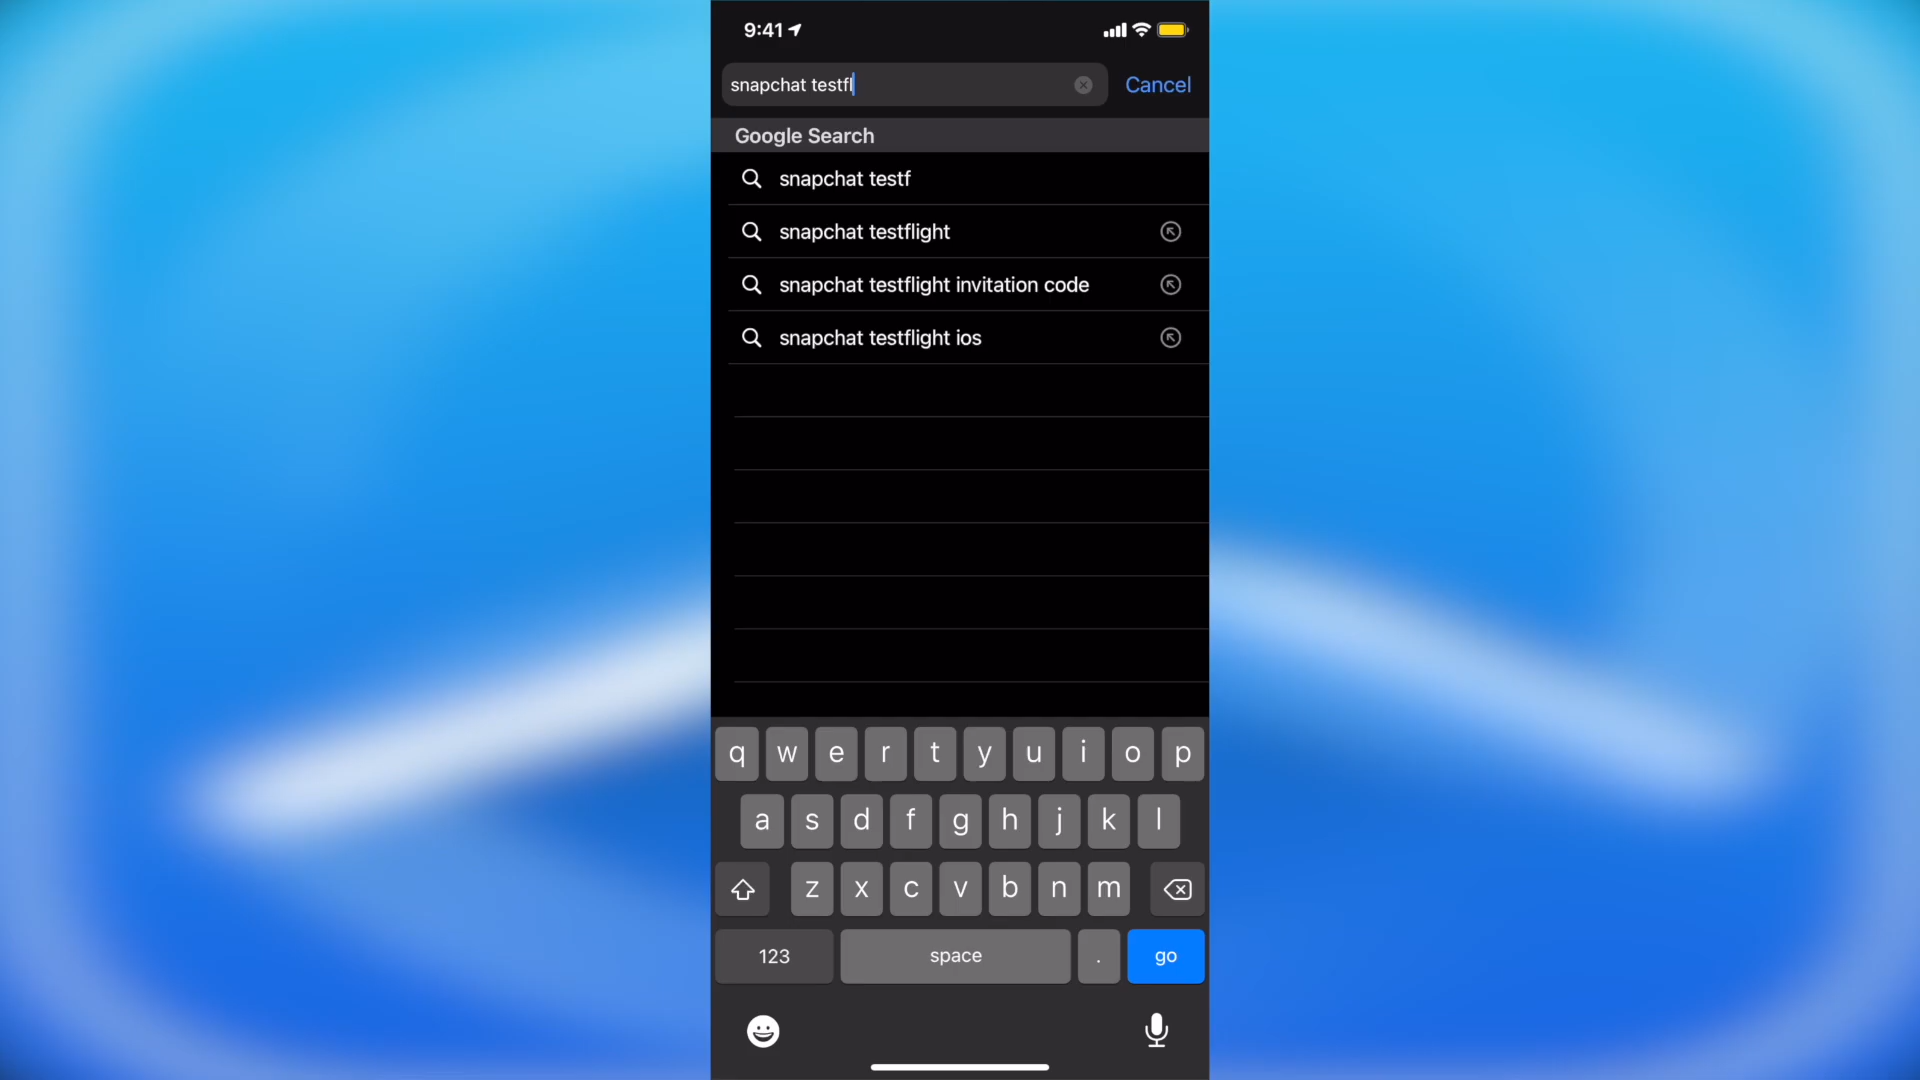 9:41
snapchat testfl
Cancel
Google Search
snapchat testf
snapchat testflight
snapchat testflight invitation code
snapchat testflight ios
q w e r t y u i o p
a s d f g h j k l
z x c v b n m
123 space . go